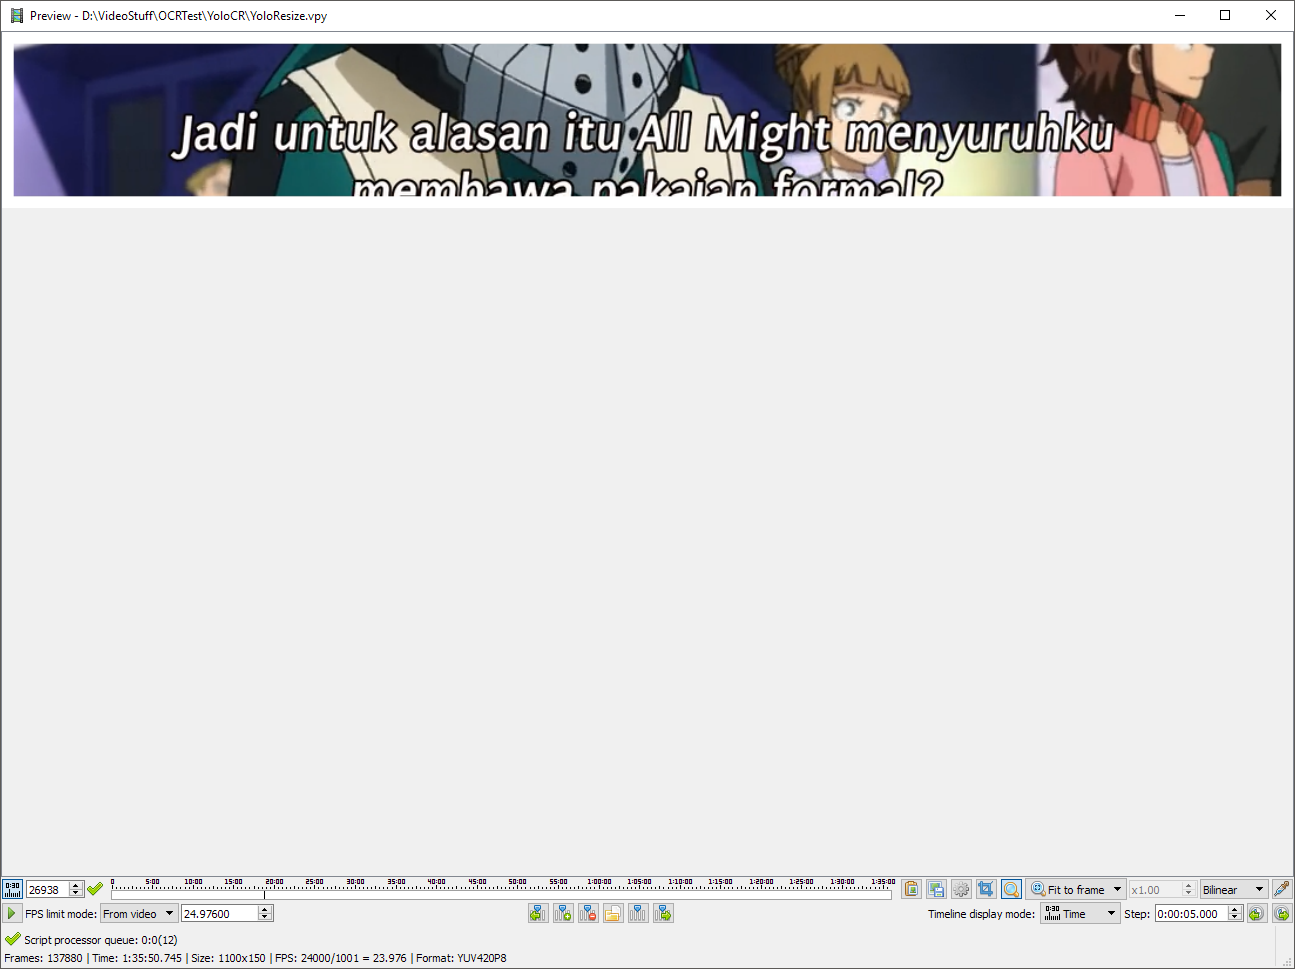 Preview - D:\VideoStuff\OCRTest\YoloCR\YoloResize.vpy
Jadi untuk alasan itu All Might menyuruhku
membawa pakaian formal?
0:30
26938
0 5:00 10:00 15:00 20:00 25:00 30:00 35:00 40:00 45:00 50:00 55:00 1:00:00 1:05:00 1:10:00 1:15:00 1:20:00 1:25:00 1:30:00 1:35:00
Fit to frame
x1.00
Bilinear
FPS limit mode: From video 24.97600
Timeline display mode: 0:30 Time Step: 0:00:05.000
Script processor queue: 0:0(12)
Frames: 137880 | Time: 1:35:50.745 | Size: 1100x150 | FPS: 24000/1001 = 23.976 | Format: YUV420P8